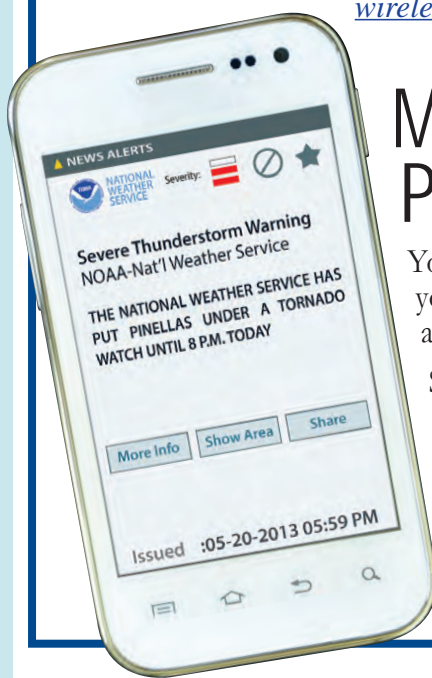 wirele
M
P
Yo
yo
a
S
NEWS ALERTS
NATIONAL
WEATHER
SERVICE
Severity:
Severe Thunderstorm Warning
NOAA-Nat'l Weather Service
THE NATIONAL WEATHER SERVICE HAS
PUT PINELLAS UNDER A TORNADO
WATCH UNTIL 8 P.M. TODAY
More Info Show Area Share
Issued :05-20-2013 05:59 PM